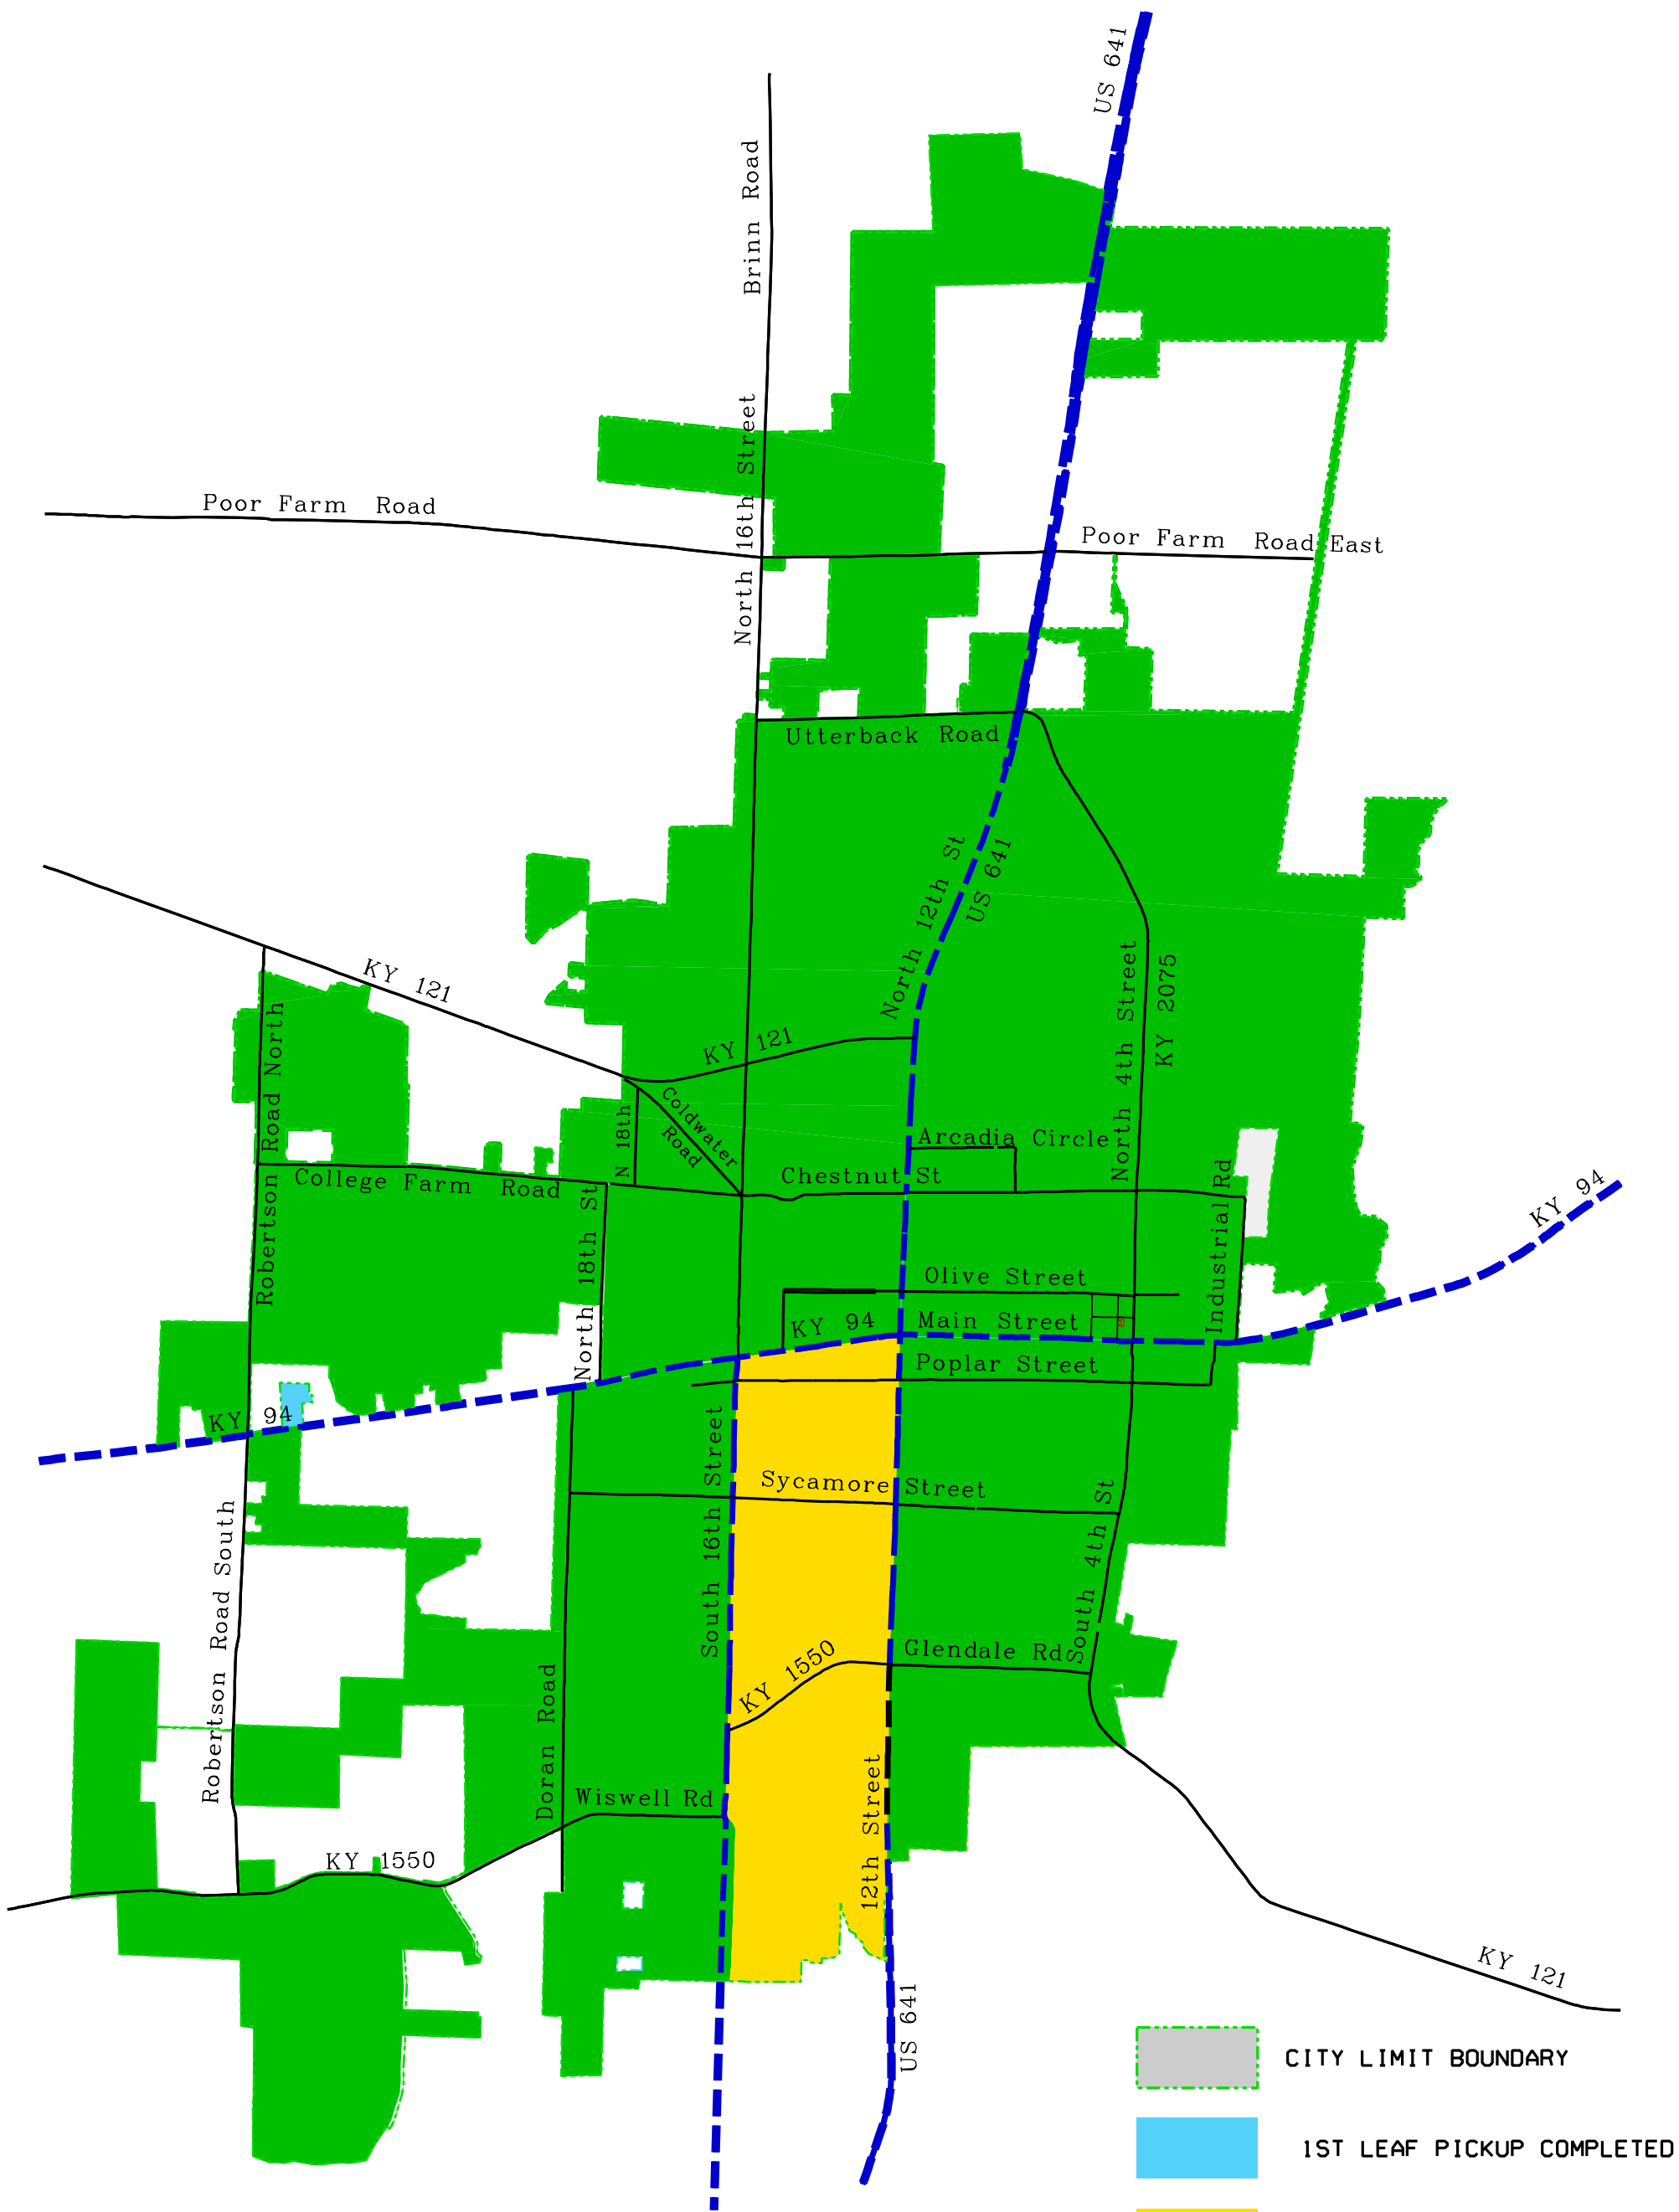 US 641
Brinn Road
North 16th Street
Poor Farm Road
Poor Farm Road East
Utterback Road
North 12th St
US 641
KY 121
KY 121
North 4th Street
KY 2075
Coldwater
Road
N 18th
Arcadia Circle
Chestnut St
College Farm Road
Robertson Road North
North 18th St
Industrial Rd
KY 94
Olive Street
KY 94
Main Street
Poplar Street
KY 94
South 16th Street
Sycamore Street
South 4th St
Robertson Road South
KY 1550
Glendale Rd
Doran Road
Wiswell Rd
12th Street
KY 1550
KY 121
US 641
CITY LIMIT BOUNDARY
1ST LEAF PICKUP COMPLETED